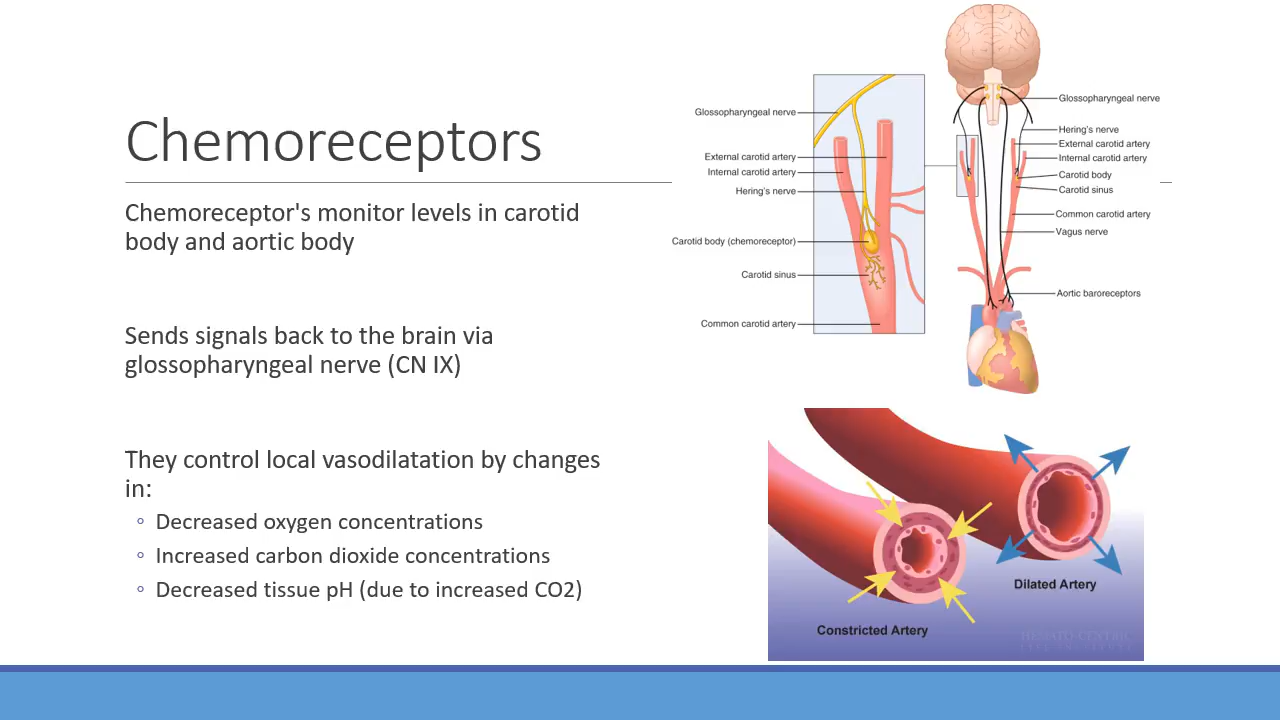 Chemoreceptors
Chemoreceptor's monitor levels in carotid
body and aortic body
Sends signals back to the brain via
glossopharyngeal nerve (CN IX)
They control local vasodilatation by changes
in:
◦ Decreased oxygen concentrations
◦ Increased carbon dioxide concentrations
◦ Decreased tissue pH (due to increased CO2)
Glossopharyngeal nerve
External carotid artery
Internal carotid artery
Hering's nerve
Carotid body (chemoreceptor)
Carotid sinus
Common carotid artery
Glossopharyngeal nerve
Hering's nerve
External carotid artery
Internal carotid artery
Carotid body
Carotid sinus
Common carotid artery
Vagus nerve
Aortic baroreceptors
Constricted Artery
Dilated Artery